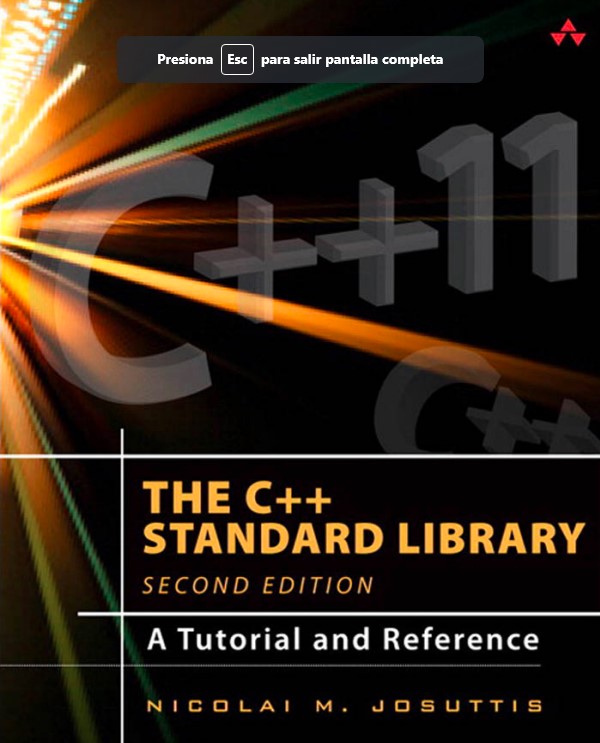 Presiona Esc para salir pantalla completa
C++11
C++
THE C++
STANDARD LIBRARY
SECOND EDITION
A Tutorial and Reference
NICOLAI M. JOSUTTIS